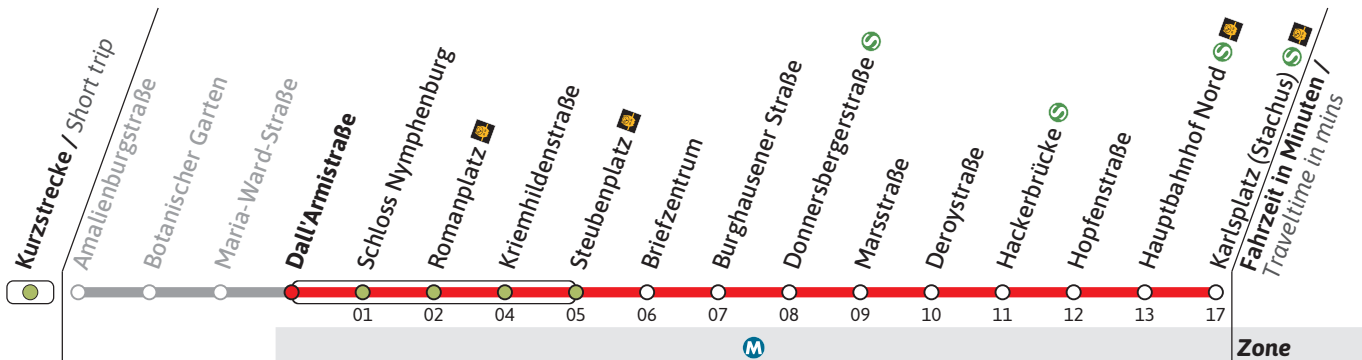 Kurzstrecke / Short trip
Amalienburgstraße
Botanischer Garten
Maria-Ward-Straße
Dall'Armistraße
Schloss Nymphenburg
Romanplatz
Kriemhildenstraße
Steubenplatz
Briefzentrum
Burghausener Straße
Donnersbergerstraße S
Marsstraße
Deroystraße
Hackerbrücke S
Hopfenstraße
Hauptbahnhof Nord S
Karlsplatz (Stachus) S
Fahrzeit in Minuten /
Traveltime in mins
01 02 04 05 06 07 08 09 10 11 12 13 17
M
Zone